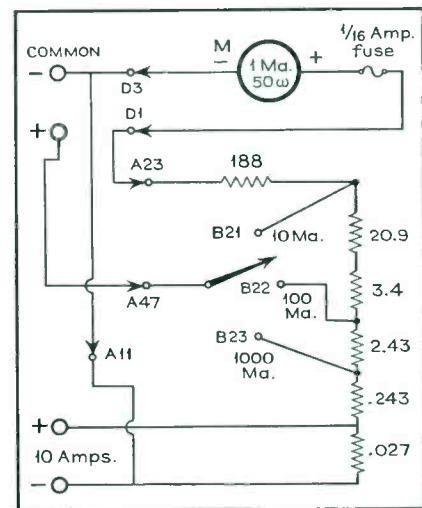 1/16 Amp.
fuse
COMMON
M
-
+
-
1 Ma.
50ω
D3
+
D1
A23
188
B21
10 Ma.
20.9
B22
3.4
A47
100
Ma.
B23
2.43
1000
Ma.
A11
.243
+
10 Amps.
.027
-